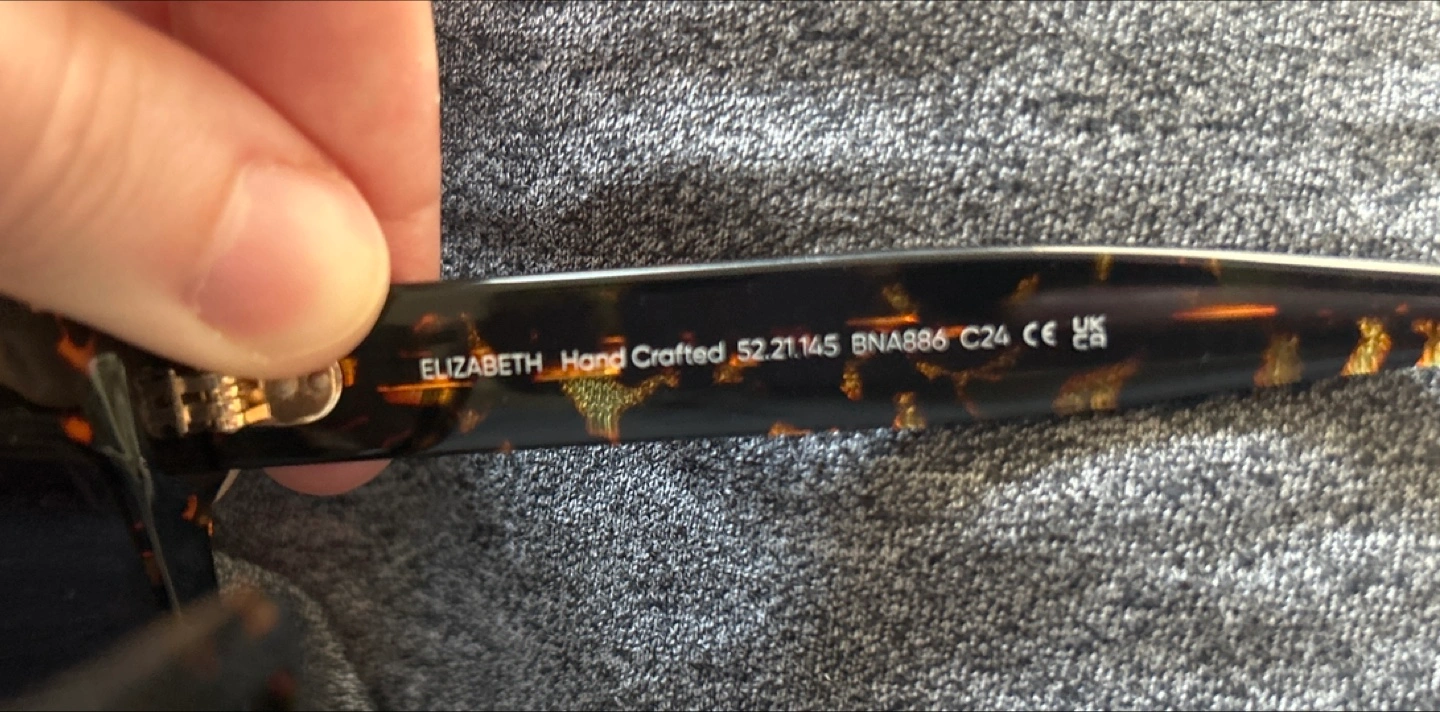 ELIZABETH Hand Crafted 52.21.145 BNA886 C24 CE UK CA